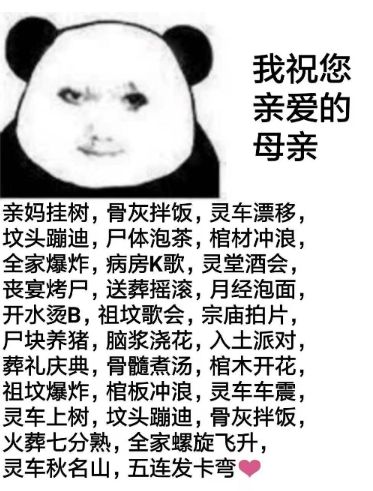 我祝您
亲爱的
母亲
亲妈挂树，骨灰拌饭，灵车漂移，
坟头蹦迪，尸体泡茶，棺材冲浪，
全家爆炸，病房K歌，灵堂酒会，
丧宴烤尸，送葬摇滚，月经泡面，
开水烫B，祖坟歌会，宗庙拍片，
尸块养猪，脑浆浇花，入土派对，
葬礼庆典，骨髓煮汤，棺木开花，
祖坟爆炸，棺板冲浪，灵车车震，
灵车上树，坟头蹦迪，骨灰拌饭，
火葬七分熟，全家螺旋飞升，
灵车秋名山，五连发卡弯❤